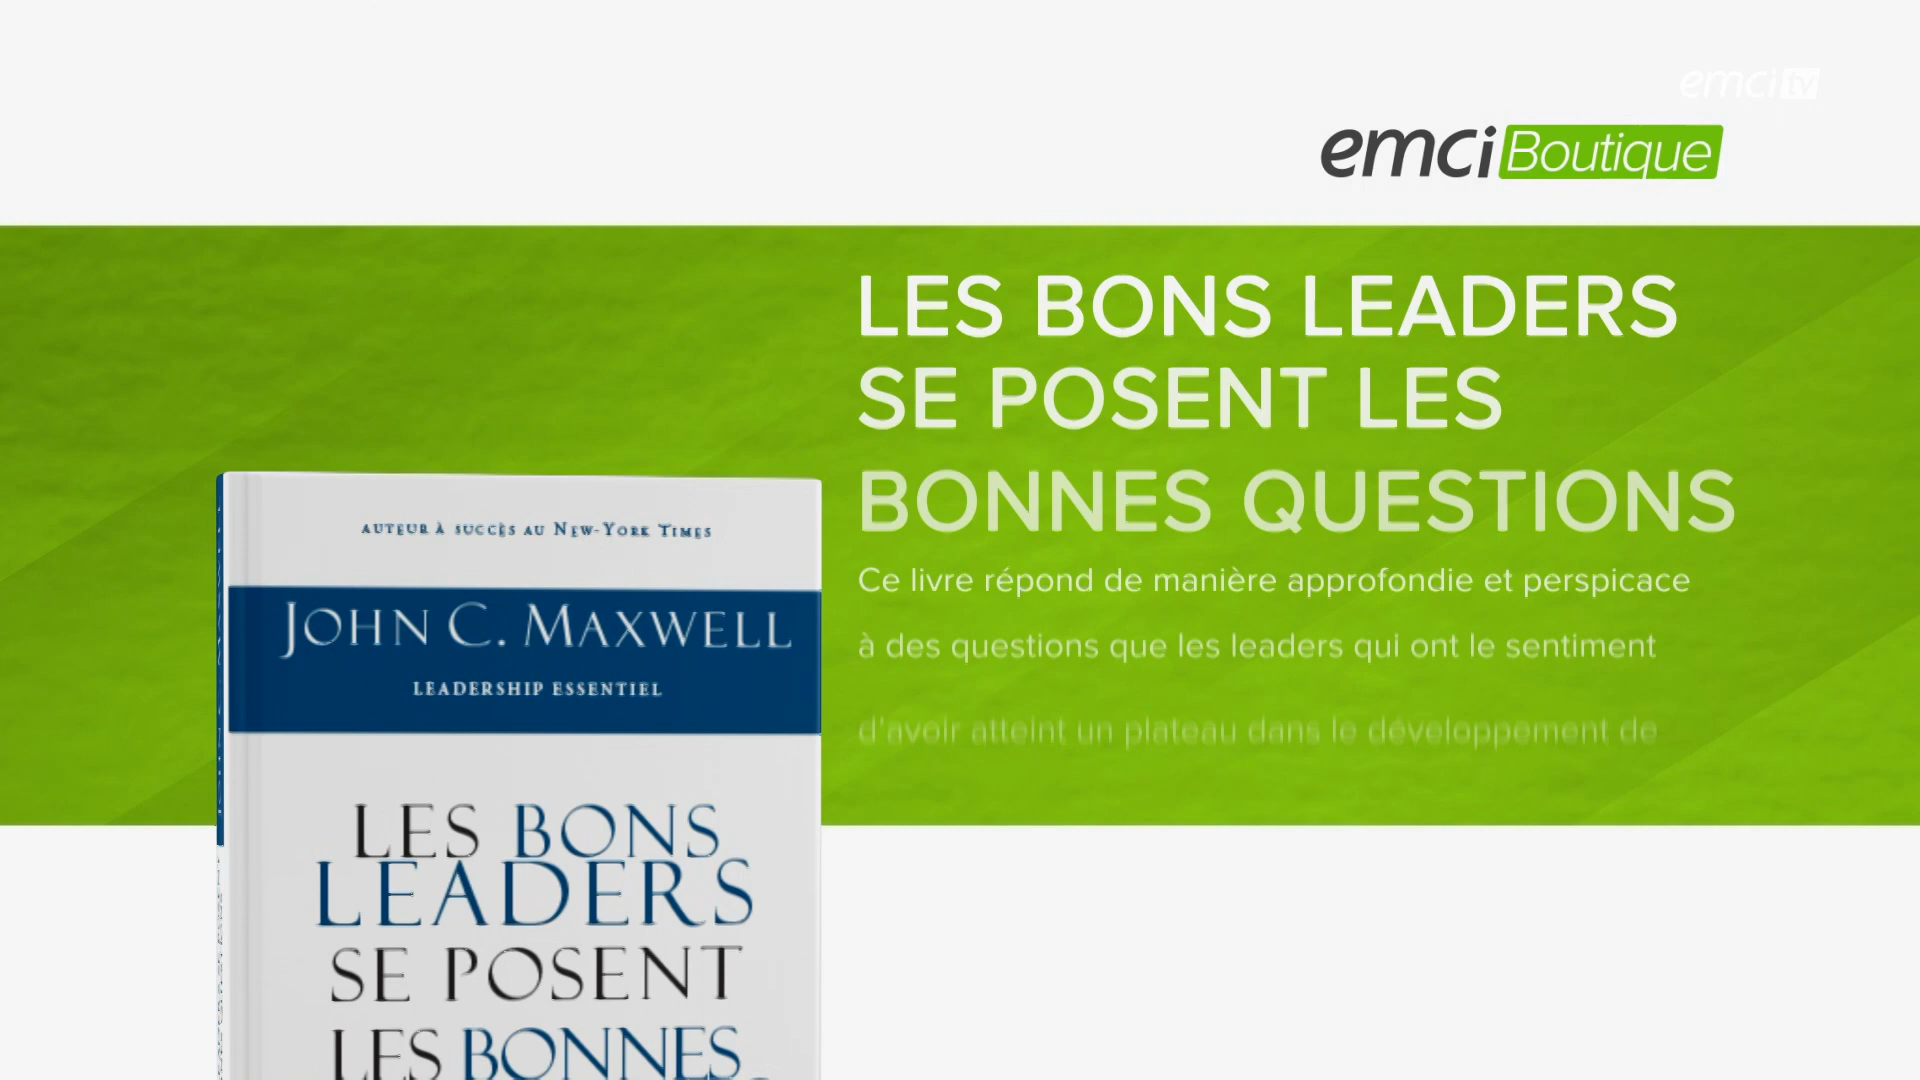 emci tv
emci Boutique
LES BONS LEADERS
SE POSENT LES
BONNES QUESTIONS
Ce livre répond de manière approfondie et perspicace
à des questions que les leaders qui ont le sentiment
d'avoir atteint un plateau dans le développement de
AUTEUR À SUCCÈS AU NEW-YORK TIMES
JOHN C. MAXWELL
LEADERSHIP ESSENTIEL
LES BONS
LEADERS
SE POSENT
LES BONNES